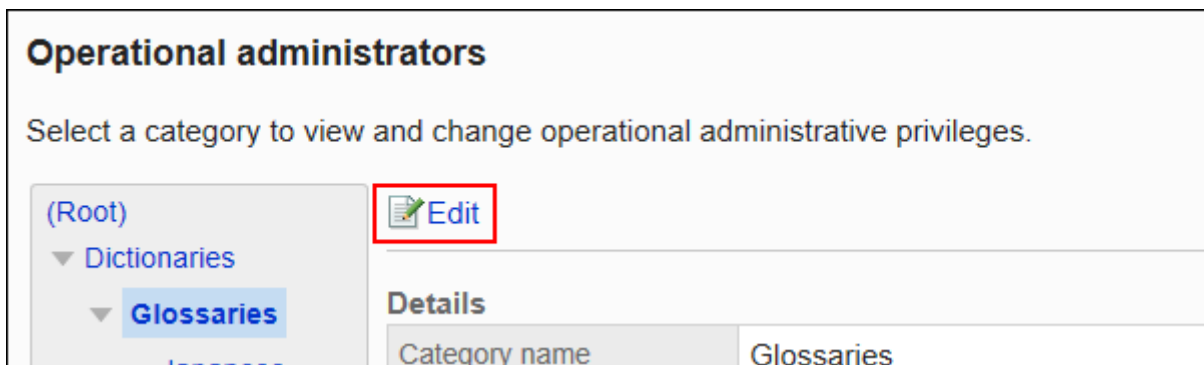 Operational administrators
Select a category to view and change operational administrative privileges.
(Root)
Edit
Dictionaries
Glossaries
Details
Category name
Glossaries